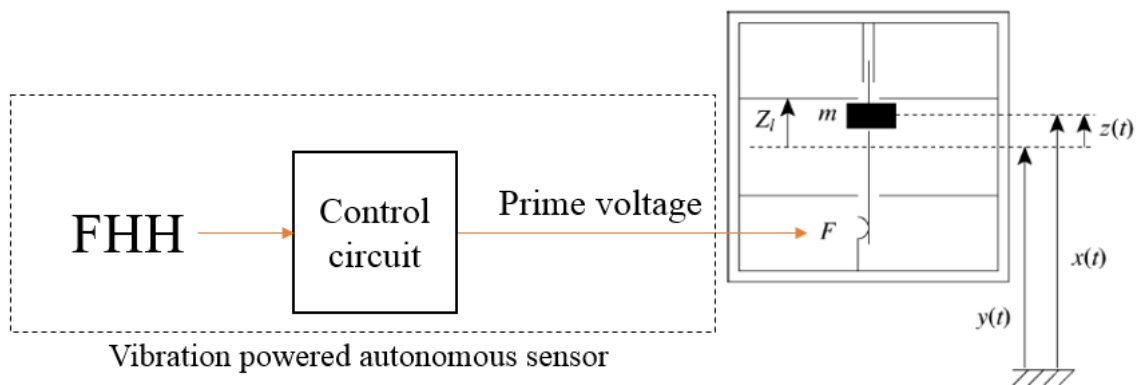 FHH
Control
circuit
Prime voltage
Vibration powered autonomous sensor
Z_l
m
z(t)
F
x(t)
y(t)